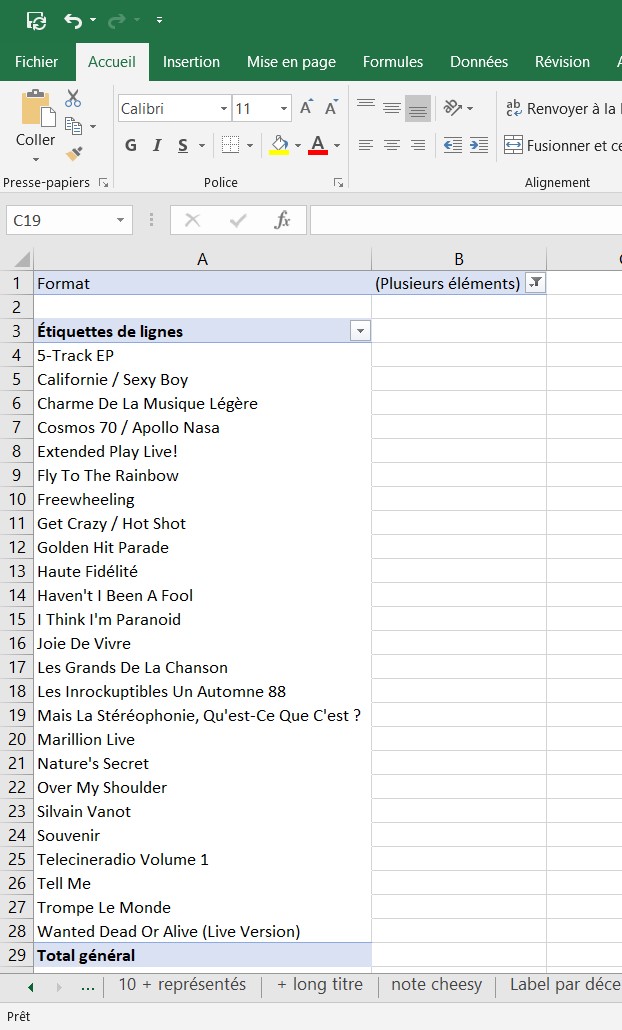 Fichier Accueil Insertion Mise en page Formules Données Révision
Calibri 11
ab Renvoyer à la
Coller G I S A Fusionner et ce
Presse-papiers Police Alignement
C19 fx
A B
1 Format (Plusieurs éléments)
2
3 Étiquettes de lignes
4 5-Track EP
5 Californie / Sexy Boy
6 Charme De La Musique Légère
7 Cosmos 70 / Apollo Nasa
8 Extended Play Live!
9 Fly To The Rainbow
10 Freewheeling
11 Get Crazy / Hot Shot
12 Golden Hit Parade
13 Haute Fidélité
14 Haven't I Been A Fool
15 I Think I'm Paranoid
16 Joie De Vivre
17 Les Grands De La Chanson
18 Les Inrockuptibles Un Automne 88
19 Mais La Stéréophonie, Qu'est-Ce Que C'est ?
20 Marillion Live
21 Nature's Secret
22 Over My Shoulder
23 Silvain Vanot
24 Souvenir
25 Telecineradio Volume 1
26 Tell Me
27 Trompe Le Monde
28 Wanted Dead Or Alive (Live Version)
29 Total général
... 10 + représentés + long titre note cheesy Label par déce
Prêt